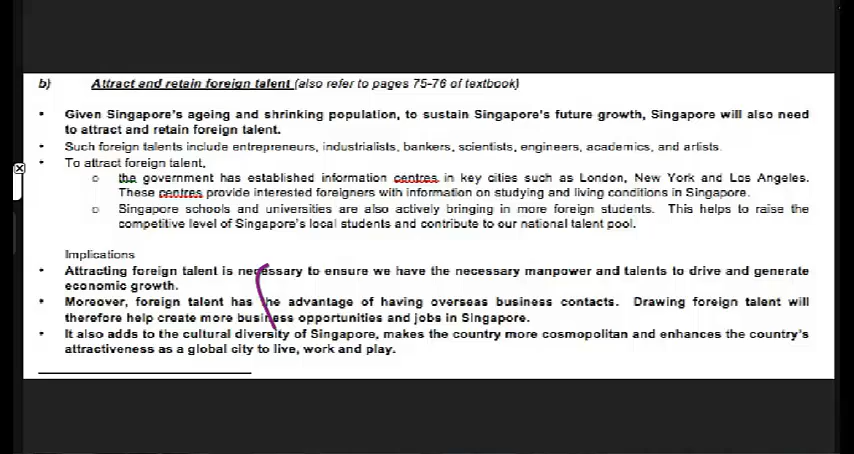 b) Attract and retain foreign talent (also refer to pages 75-76 of textbook)
• Given Singapore's ageing and shrinking population, to sustain Singapore's future growth, Singapore will also need
to attract and retain foreign talent.
• Such foreign talents include entrepreneurs, industrialists, bankers, scientists, engineers, academics, and artists.
• To attract foreign talent,
o the government has established information centres in key cities such as London, New York and Los Angeles.
These centres provide interested foreigners with information on studying and living conditions in Singapore.
o Singapore schools and universities are also actively bringing in more foreign students. This helps to raise the
competitive level of Singapore's local students and contribute to our national talent pool.
Implications
• Attracting foreign talent is necessary to ensure we have the necessary manpower and talents to drive and generate
economic growth.
• Moreover, foreign talent has the advantage of having overseas business contacts. Drawing foreign talent will
therefore help create more business opportunities and jobs in Singapore.
• It also adds to the cultural diversity of Singapore, makes the country more cosmopolitan and enhances the country's
attractiveness as a global city to live, work and play.